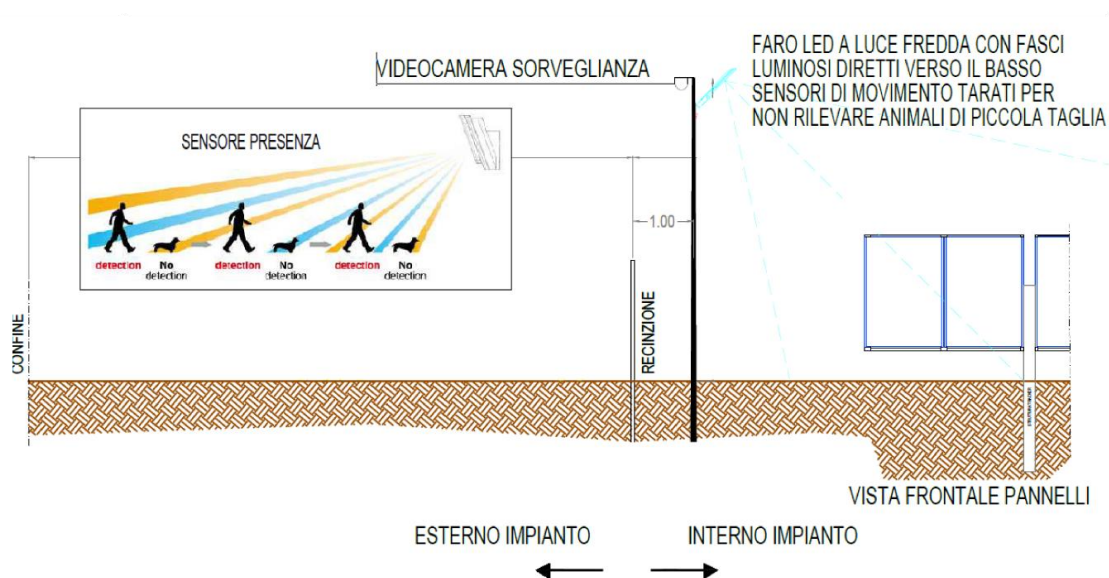 FARO LED A LUCE FREDDA CON FASCI
LUMINOSI DIRETTI VERSO IL BASSO
SENSORI DI MOVIMENTO TARATI PER
NON RILEVARE ANIMALI DI PICCOLA TAGLIA
VIDEOCAMERA SORVEGLIANZA
SENSORE PRESENZA
detection No detection detection No detection detection No detection
1.00
CONFINE
RECINZIONE
VISTA FRONTALE PANNELLI
ESTERNO IMPIANTO
INTERNO IMPIANTO